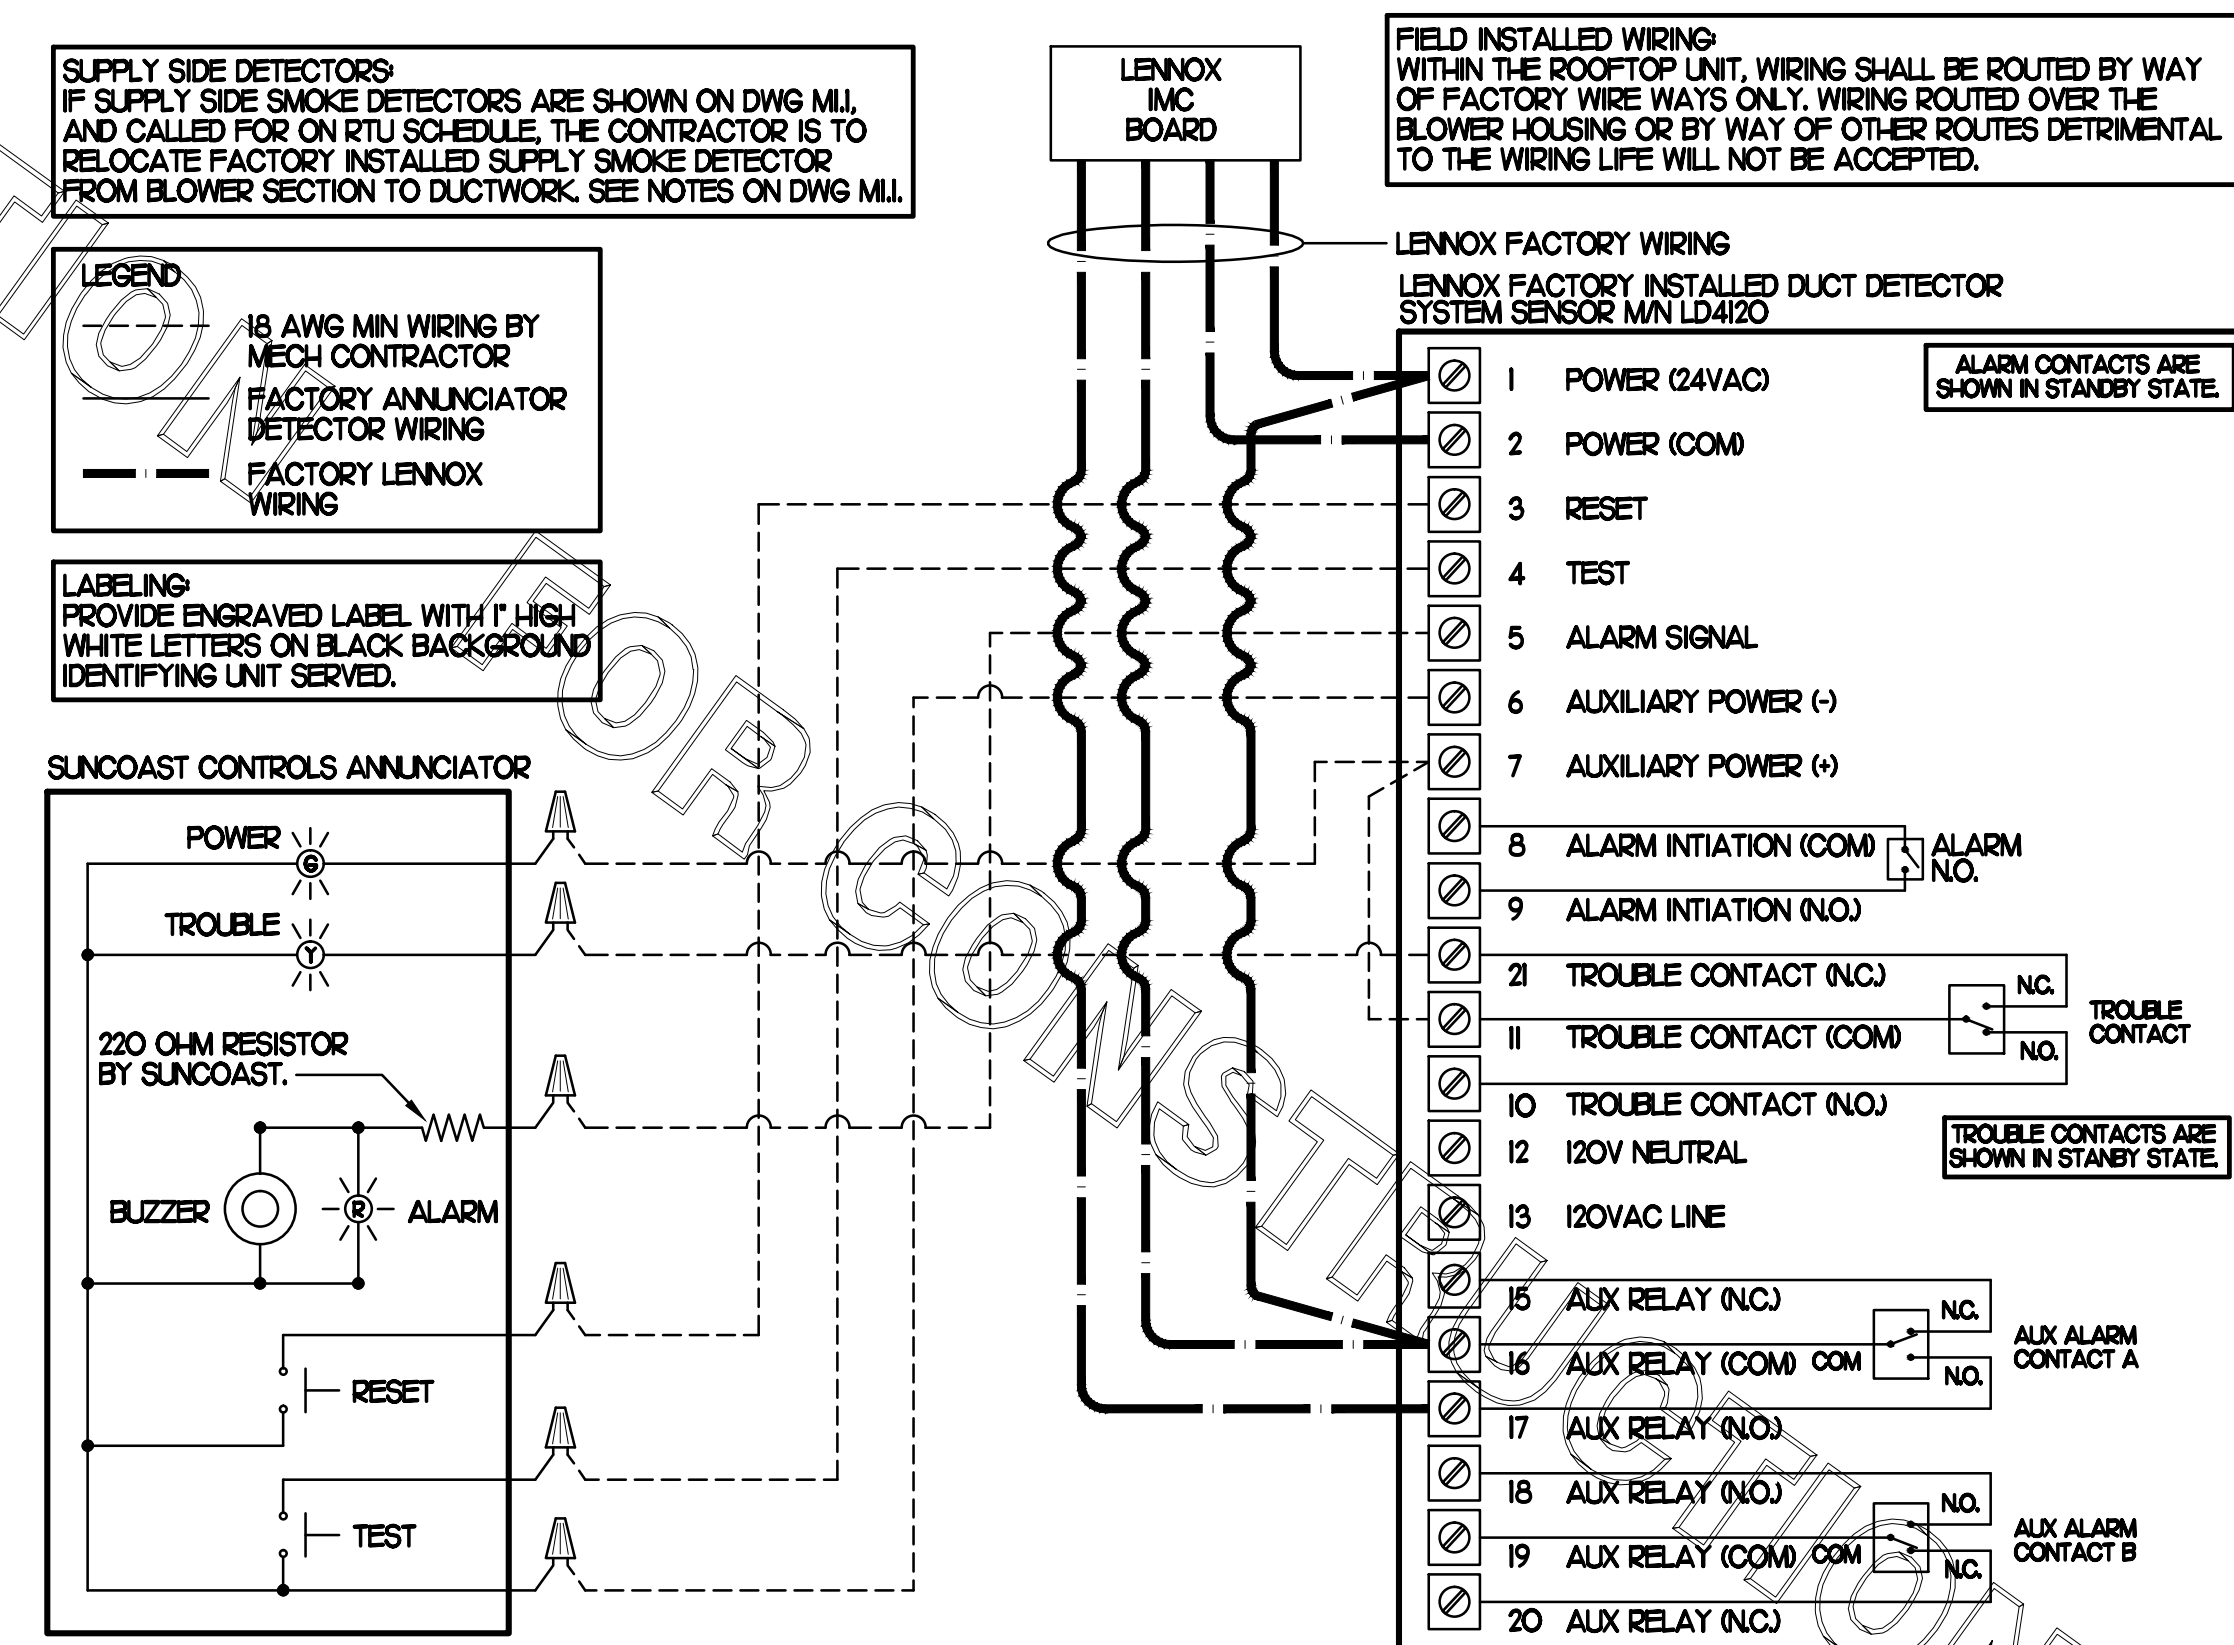 SUPPLY SIDE DETECTORS:
IF SUPPLY SIDE SMOKE DETECTORS ARE SHOWN ON DWG M1.1,
AND CALLED FOR ON RTU SCHEDULE, THE CONTRACTOR IS TO
RELOCATE FACTORY INSTALLED SUPPLY SMOKE DETECTOR
FROM BLOWER SECTION TO DUCTWORK. SEE NOTES ON DWG M1.1.
LEGEND
18 AWG MIN WIRING BY
MECH CONTRACTOR
FACTORY ANNUNCIATOR
DETECTOR WIRING
FACTORY LENNOX
WIRING
LABELING:
PROVIDE ENGRAVED LABEL WITH 1" HIGH
WHITE LETTERS ON BLACK BACKGROUND
IDENTIFYING UNIT SERVED.
SUNCOAST CONTROLS ANNUNCIATOR
POWER
G
TROUBLE
Y
220 OHM RESISTOR
BY SUNCOAST.
BUZZER
R
ALARM
RESET
TEST
LENNOX
IMC
BOARD
FIELD INSTALLED WIRING:
WITHIN THE ROOFTOP UNIT, WIRING SHALL BE ROUTED BY WAY
OF FACTORY WIRE WAYS ONLY. WIRING ROUTED OVER THE
BLOWER HOUSING OR BY WAY OF OTHER ROUTES DETRIMENTAL
TO THE WIRING LIFE WILL NOT BE ACCEPTED.
LENNOX FACTORY WIRING
LENNOX FACTORY INSTALLED DUCT DETECTOR
SYSTEM SENSOR M/N LD4120
ALARM CONTACTS ARE
SHOWN IN STANDBY STATE.
1 POWER (24VAC)
2 POWER (COM)
3 RESET
4 TEST
5 ALARM SIGNAL
6 AUXILIARY POWER (-)
7 AUXILIARY POWER (+)
8 ALARM INTIATION (COM)
ALARM
N.O.
9 ALARM INTIATION (N.O.)
21 TROUBLE CONTACT (N.C.)
N.C.
11 TROUBLE CONTACT (COM)
N.O.
TROUBLE
CONTACT
10 TROUBLE CONTACT (N.O.)
TROUBLE CONTACTS ARE
SHOWN IN STANBY STATE.
12 120V NEUTRAL
13 120VAC LINE
15 AUX RELAY (N.C.)
N.C.
16 AUX RELAY (COM) COM
N.O.
AUX ALARM
CONTACT A
17 AUX RELAY (N.O.)
18 AUX RELAY (N.O.)
N.O.
19 AUX RELAY (COM) COM
N.C.
AUX ALARM
CONTACT B
20 AUX RELAY (N.C.)
FOR CONSTRUCTION